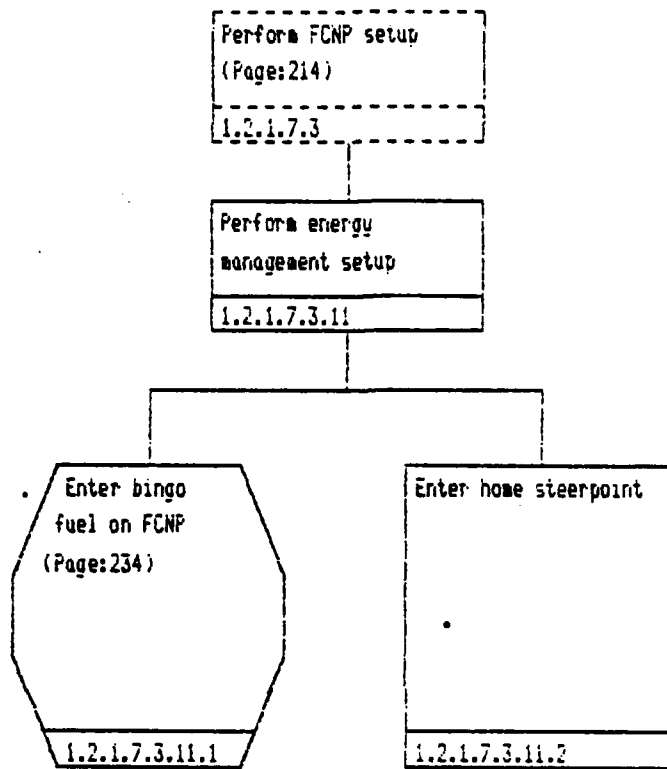 Perform FCNP setup
(Page:214)
1.2.1.7.3
Perform energy
management setup
1.2.1.7.3.11
Enter bingo
fuel on FCNP
(Page:234)
1.2.1.7.3.11.1
Enter home steerpoint
1.2.1.7.3.11.2